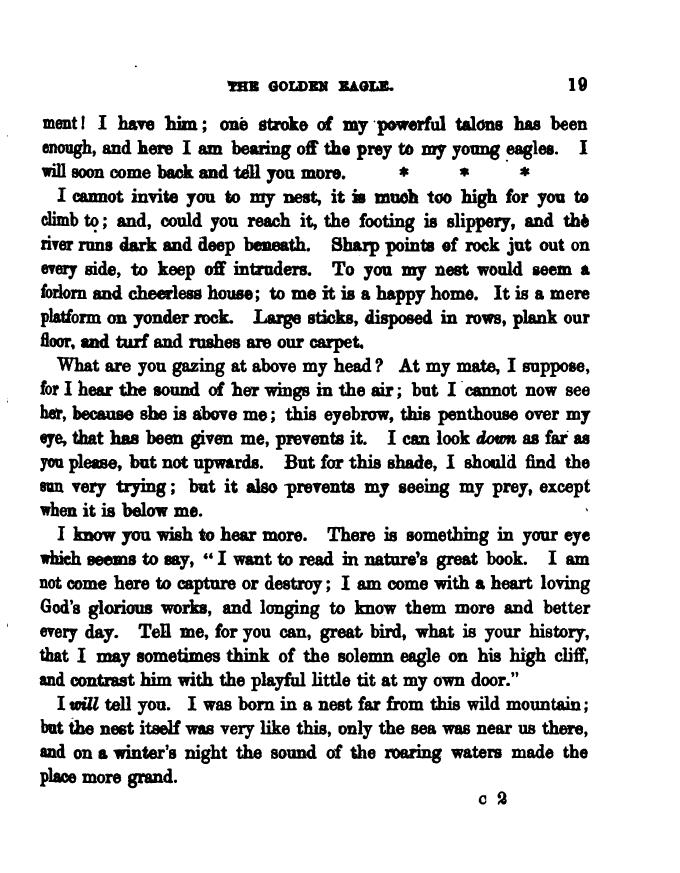 THE GOLDEN EAGLE. 19
ment! I have him; one stroke of my powerful talons has been
enough, and here I am bearing off the prey to my young eagles. I
will soon come back and tell you more. * * *
I cannot invite you to my nest, it is much too high for you to
climb to; and, could you reach it, the footing is slippery, and the
river runs dark and deep beneath. Sharp points of rock jut out on
every side, to keep off intruders. To you my nest would seem a
forlorn and cheerless house; to me it is a happy home. It is a mere
platform on yonder rock. Large sticks, disposed in rows, plank our
floor, and turf and rushes are our carpet.
What are you gazing at above my head? At my mate, I suppose,
for I hear the sound of her wings in the air; but I cannot now see
her, because she is above me; this eyebrow, this penthouse over my
eye, that has been given me, prevents it. I can look down as far as
you please, but not upwards. But for this shade, I should find the
sun very trying; but it also prevents my seeing my prey, except
when it is below me.
I know you wish to hear more. There is something in your eye
which seems to say, "I want to read in nature's great book. I am
not come here to capture or destroy; I am come with a heart loving
God's glorious works, and longing to know them more and better
every day. Tell me, for you can, great bird, what is your history,
that I may sometimes think of the solemn eagle on his high cliff,
and contrast him with the playful little tit at my own door."
I will tell you. I was born in a nest far from this wild mountain;
but the nest itself was very like this, only the sea was near us there,
and on a winter's night the sound of the roaring waters made the
place more grand.
C 2